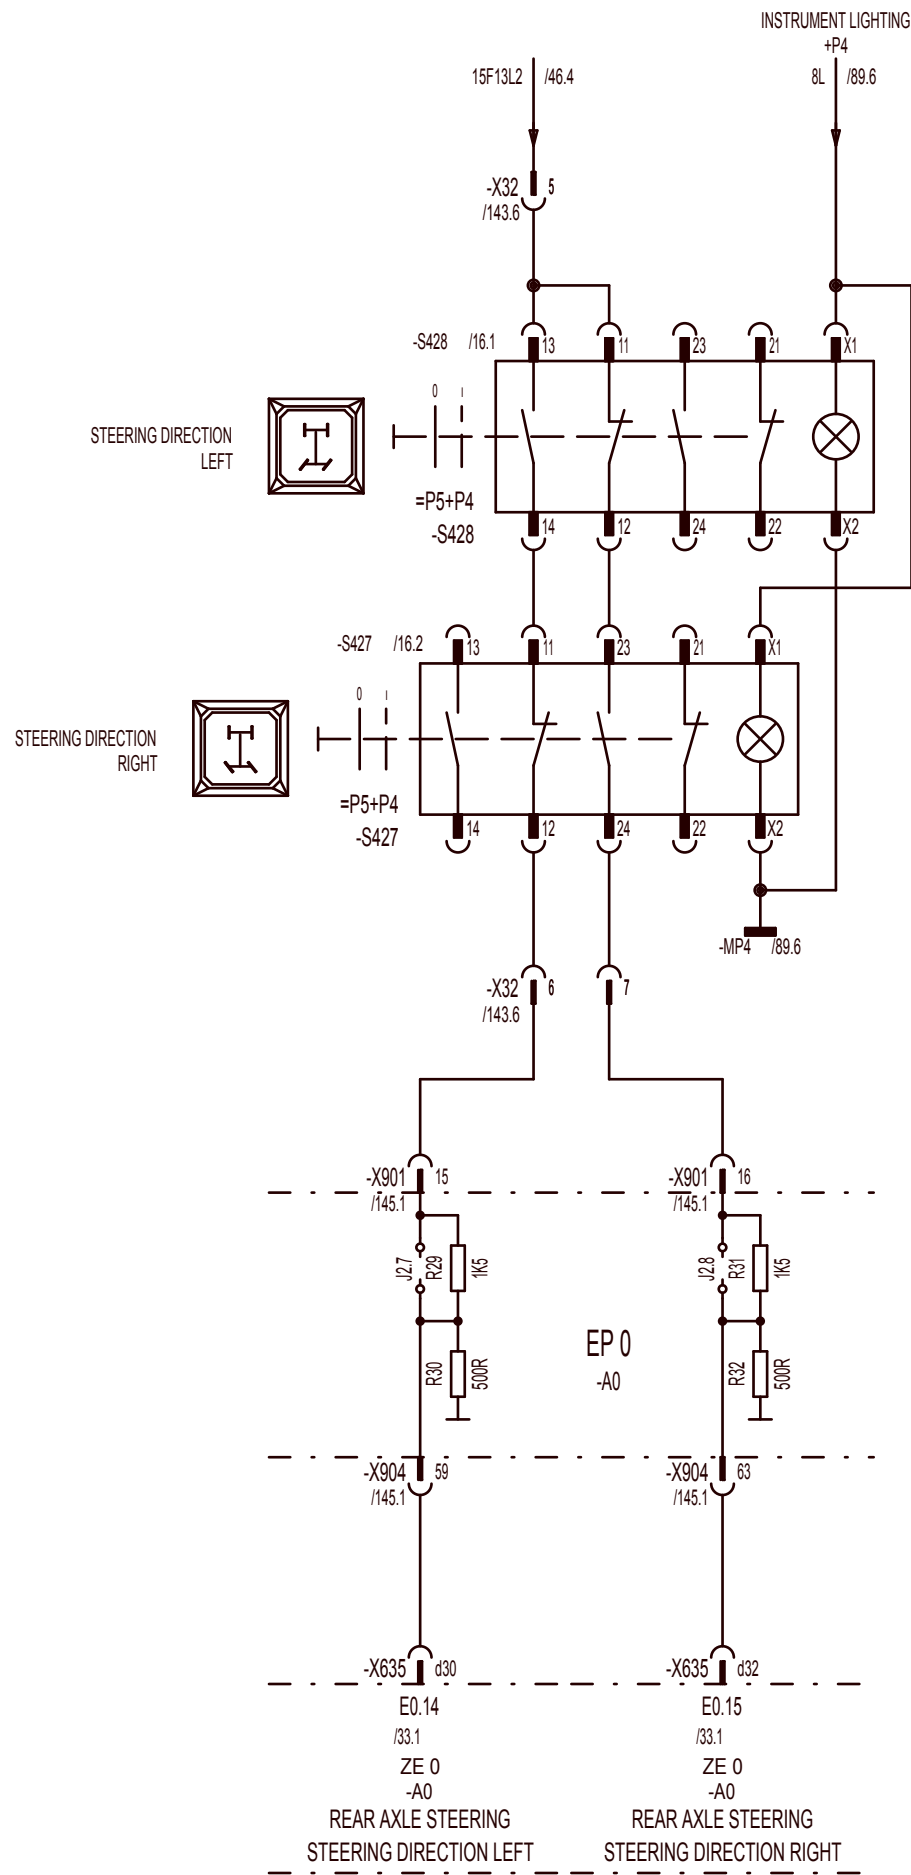 INSTRUMENT LIGHTING
+P4
15F13L2 /46.4
8L /89.6
-X32 5
/143.6
-S428 /16.1
13 11 23 21 X1
0 I
STEERING DIRECTION
LEFT
=P5+P4
-S428
14 12 24 22 X2
-S427 /16.2
13 11 23 21 X1
0 I
STEERING DIRECTION
RIGHT
=P5+P4
-S427
14 12 24 22 X2
-MP4 /89.6
-X32 6 7
/143.6
-X901 15
/145.1
-X901 16
/145.1
J2.7 R29 1K5
J2.8 R31 1K5
EP 0
-A0
R30 500R
R32 500R
-X904 59
/145.1
-X904 63
/145.1
-X635 d30
-X635 d32
E0.14
/33.1
ZE 0
-A0
REAR AXLE STEERING
STEERING DIRECTION LEFT
E0.15
/33.1
ZE 0
-A0
REAR AXLE STEERING
STEERING DIRECTION RIGHT